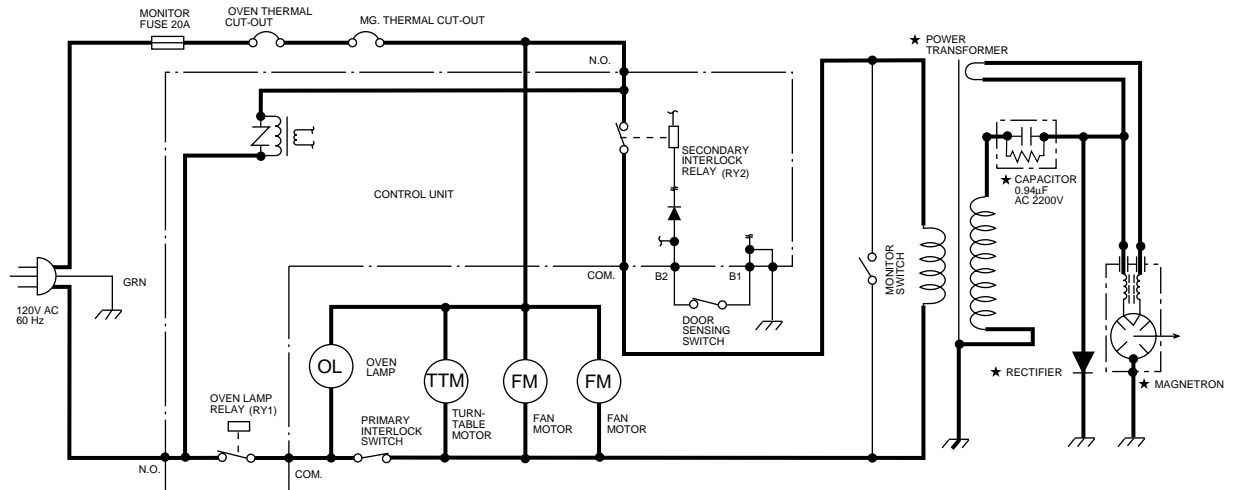 MONITOR
FUSE 20A
OVEN THERMAL
CUT-OUT
MG. THERMAL CUT-OUT
N.O.
★ POWER
TRANSFORMER
SECONDARY
INTERLOCK
RELAY (RY2)
CONTROL UNIT
★ CAPACITOR
0.94µF
AC 2200V
GRN
120V AC
60 Hz
COM.
B2
B1
DOOR
SENSING
SWITCH
MONITOR
SWITCH
OL
OVEN
LAMP
TTM
TURN-
TABLE
MOTOR
FM
FAN
MOTOR
FM
FAN
MOTOR
OVEN LAMP
RELAY (RY1)
PRIMARY
INTERLOCK
SWITCH
N.O.
COM.
★ RECTIFIER
★ MAGNETRON